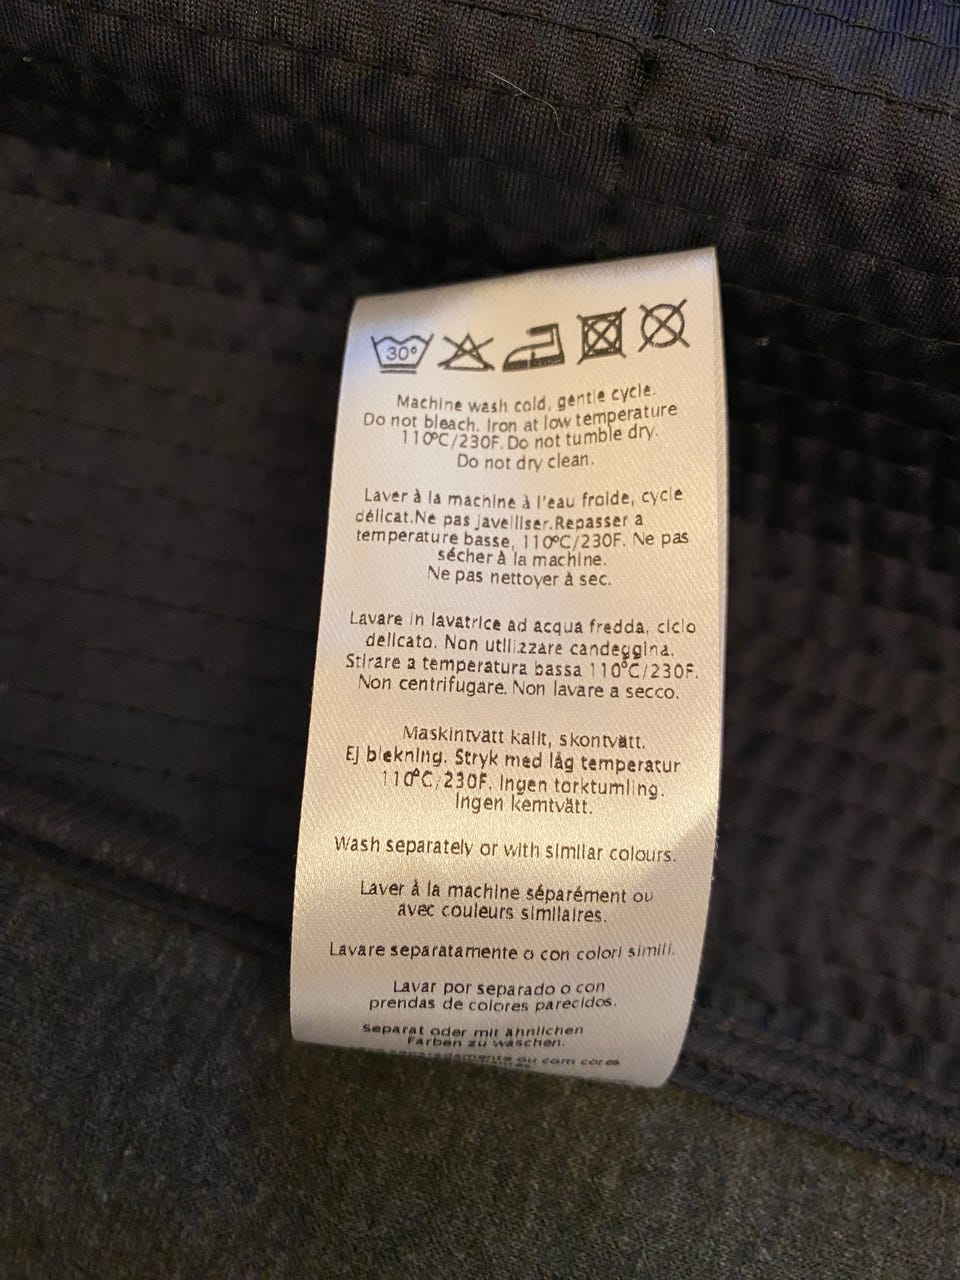 30°
Machine wash cold, gentle cycle.
Do not bleach. Iron at low temperature
110°C/230F. Do not tumble dry.
Do not dry clean.
Laver à la machine à l'eau froide, cycle
délicat.Ne pas javelliser.Repasser a
temperature basse, 110°C/230F. Ne pas
sécher à la machine.
Ne pas nettoyer à sec.
Lavare in lavatrice ad acqua fredda, ciclo
delicato. Non utilizzare candeggina.
Stirare a temperatura bassa 110°C/230F.
Non centrifugare. Non lavare a secco.
Maskintvätt kallt, skontvätt.
Ej blekning. Stryk med låg temperatur
110°C/230F. Ingen torktumling.
Ingen kemtvätt.
Wash separately or with similar colours.
Laver à la machine séparément ou
avec couleurs similaires.
Lavare separatamente o con colori simili.
Lavar por separado o con
prendas de colores parecidos.
Separat oder mit ähnlichen
Farben zu waschen.
separadamente ou com cores